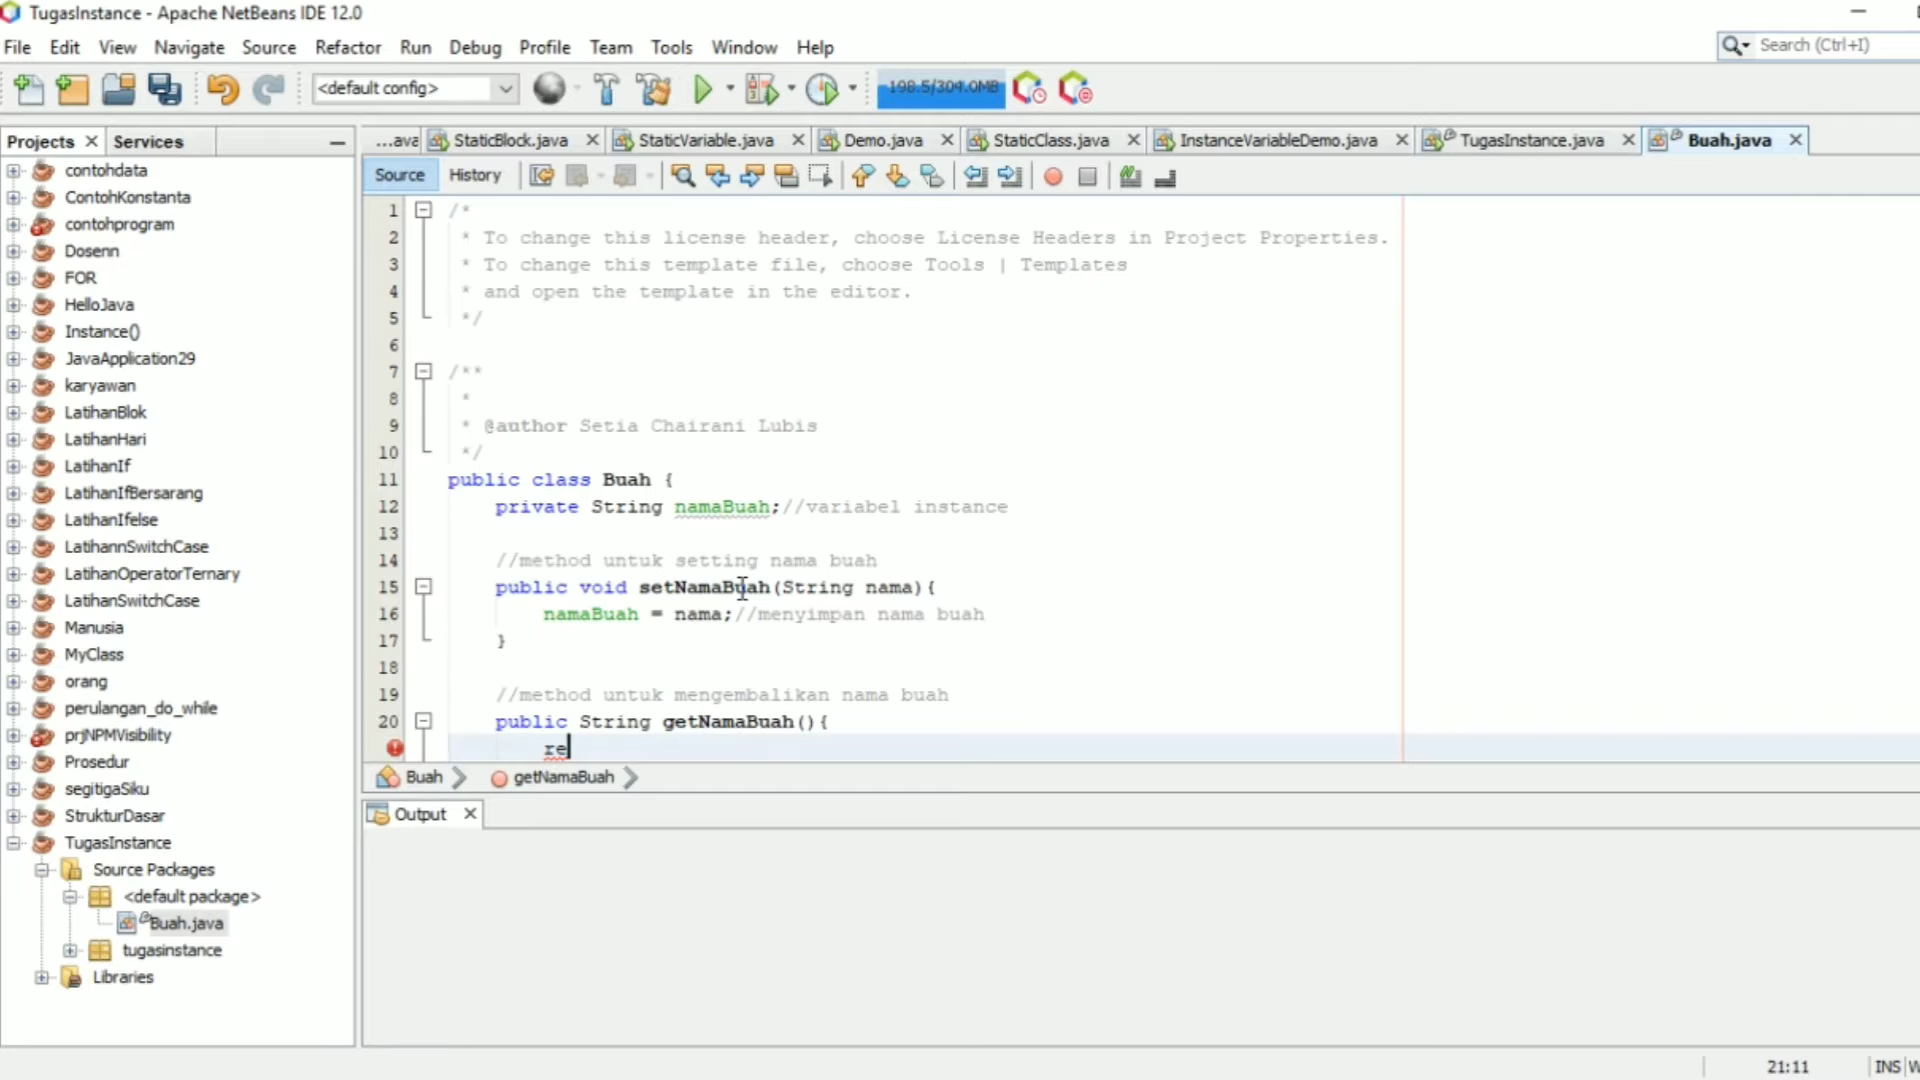 TugasInstance - Apache NetBeans IDE 12.0
File Edit View Navigate Source Refactor Run Debug Profile Team Tools Window Help
Search (Ctrl+I)
<default config>
198.5/304.0MB
Projects Services
...ava StaticBlock.java StaticVariable.java Demo.java StaticClass.java InstanceVariableDemo.java TugasInstance.java Buah.java
Source History
contohdata
ContohKonstanta
contohprogram
Dosenn
FOR
HelloJava
Instance()
JavaApplication29
karyawan
LatihanBlok
LatihanHari
LatihanIf
LatihanIfBersarang
LatihanIfelse
LatihannSwitchCase
LatihanOperatorTernary
LatihanSwitchCase
Manusia
MyClass
orang
perulangan_do_while
prjNPMVisibility
Prosedur
segitigaSiku
StrukturDasar
TugasInstance
Source Packages
<default package>
Buah.java
tugasinstance
Libraries
1 /*
2 * To change this license header, choose License Headers in Project Properties.
3 * To change this template file, choose Tools | Templates
4 * and open the template in the editor.
5 */
6
7 /**
8 *
9 * @author Setia Chairani Lubis
10 */
11 public class Buah {
12 private String namaBuah;//variabel instance
13
14 //method untuk setting nama buah
15 public void setNamaBuah(String nama){
16 namaBuah = nama;//menyimpan nama buah
17 }
18
19 //method untuk mengembalikan nama buah
20 public String getNamaBuah(){
re
Buah getNamaBuah
Output
21:11 INS